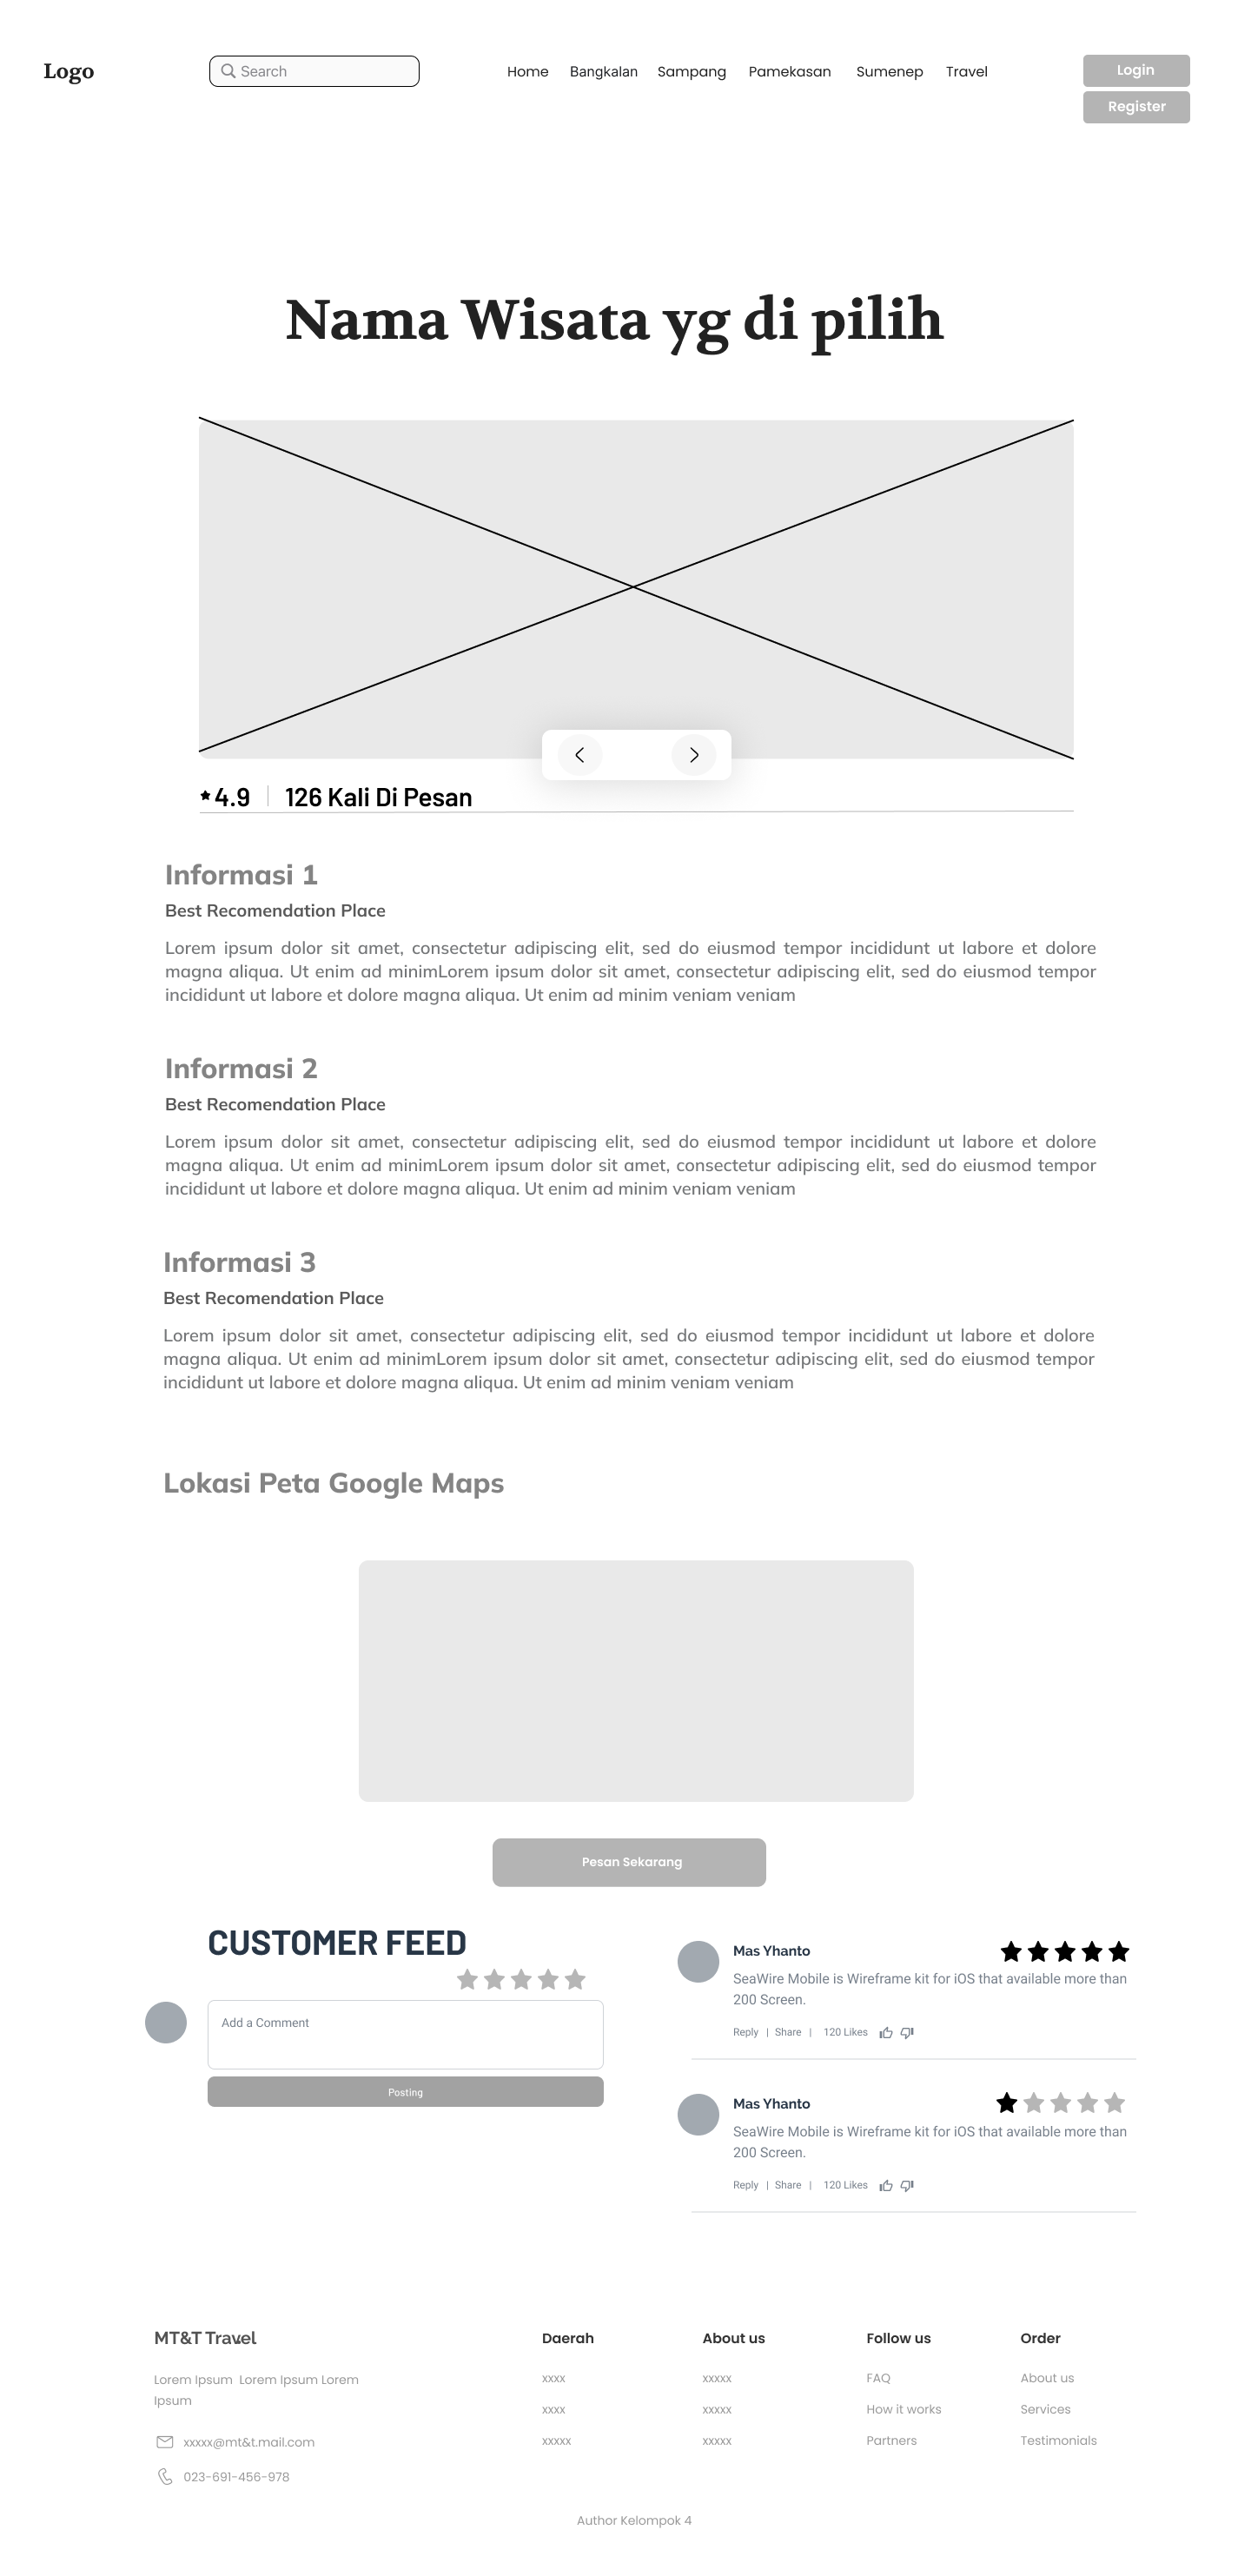 Logo
Search
Home Bangkalan Sampang Pamekasan Sumenep Travel
Login
Register
Nama Wisata yg di pilih
4.9 | 126 Kali Di Pesan
Informasi 1
Best Recomendation Place
Lorem ipsum dolor sit amet, consectetur adipiscing elit, sed do eiusmod tempor incididunt ut labore et dolore
magna aliqua. Ut enim ad minimLorem ipsum dolor sit amet, consectetur adipiscing elit, sed do eiusmod tempor
incididunt ut labore et dolore magna aliqua. Ut enim ad minim veniam veniam
Informasi 2
Best Recomendation Place
Lorem ipsum dolor sit amet, consectetur adipiscing elit, sed do eiusmod tempor incididunt ut labore et dolore
magna aliqua. Ut enim ad minimLorem ipsum dolor sit amet, consectetur adipiscing elit, sed do eiusmod tempor
incididunt ut labore et dolore magna aliqua. Ut enim ad minim veniam veniam
Informasi 3
Best Recomendation Place
Lorem ipsum dolor sit amet, consectetur adipiscing elit, sed do eiusmod tempor incididunt ut labore et dolore
magna aliqua. Ut enim ad minimLorem ipsum dolor sit amet, consectetur adipiscing elit, sed do eiusmod tempor
incididunt ut labore et dolore magna aliqua. Ut enim ad minim veniam veniam
Lokasi Peta Google Maps
Pesan Sekarang
CUSTOMER FEED
Add a Comment
Posting
Mas Yhanto
SeaWire Mobile is Wireframe kit for iOS that available more than
200 Screen.
Reply | Share | 120 Likes
Mas Yhanto
SeaWire Mobile is Wireframe kit for iOS that available more than
200 Screen.
Reply | Share | 120 Likes
MT&T Travel
Lorem Ipsum Lorem Ipsum Lorem
Ipsum
xxxxx@mt&t.mail.com
023-691-456-978
Daerah
xxxx
xxxx
xxxxx
About us
xxxxx
xxxxx
xxxxx
Follow us
FAQ
How it works
Partners
Order
About us
Services
Testimonials
Author Kelompok 4